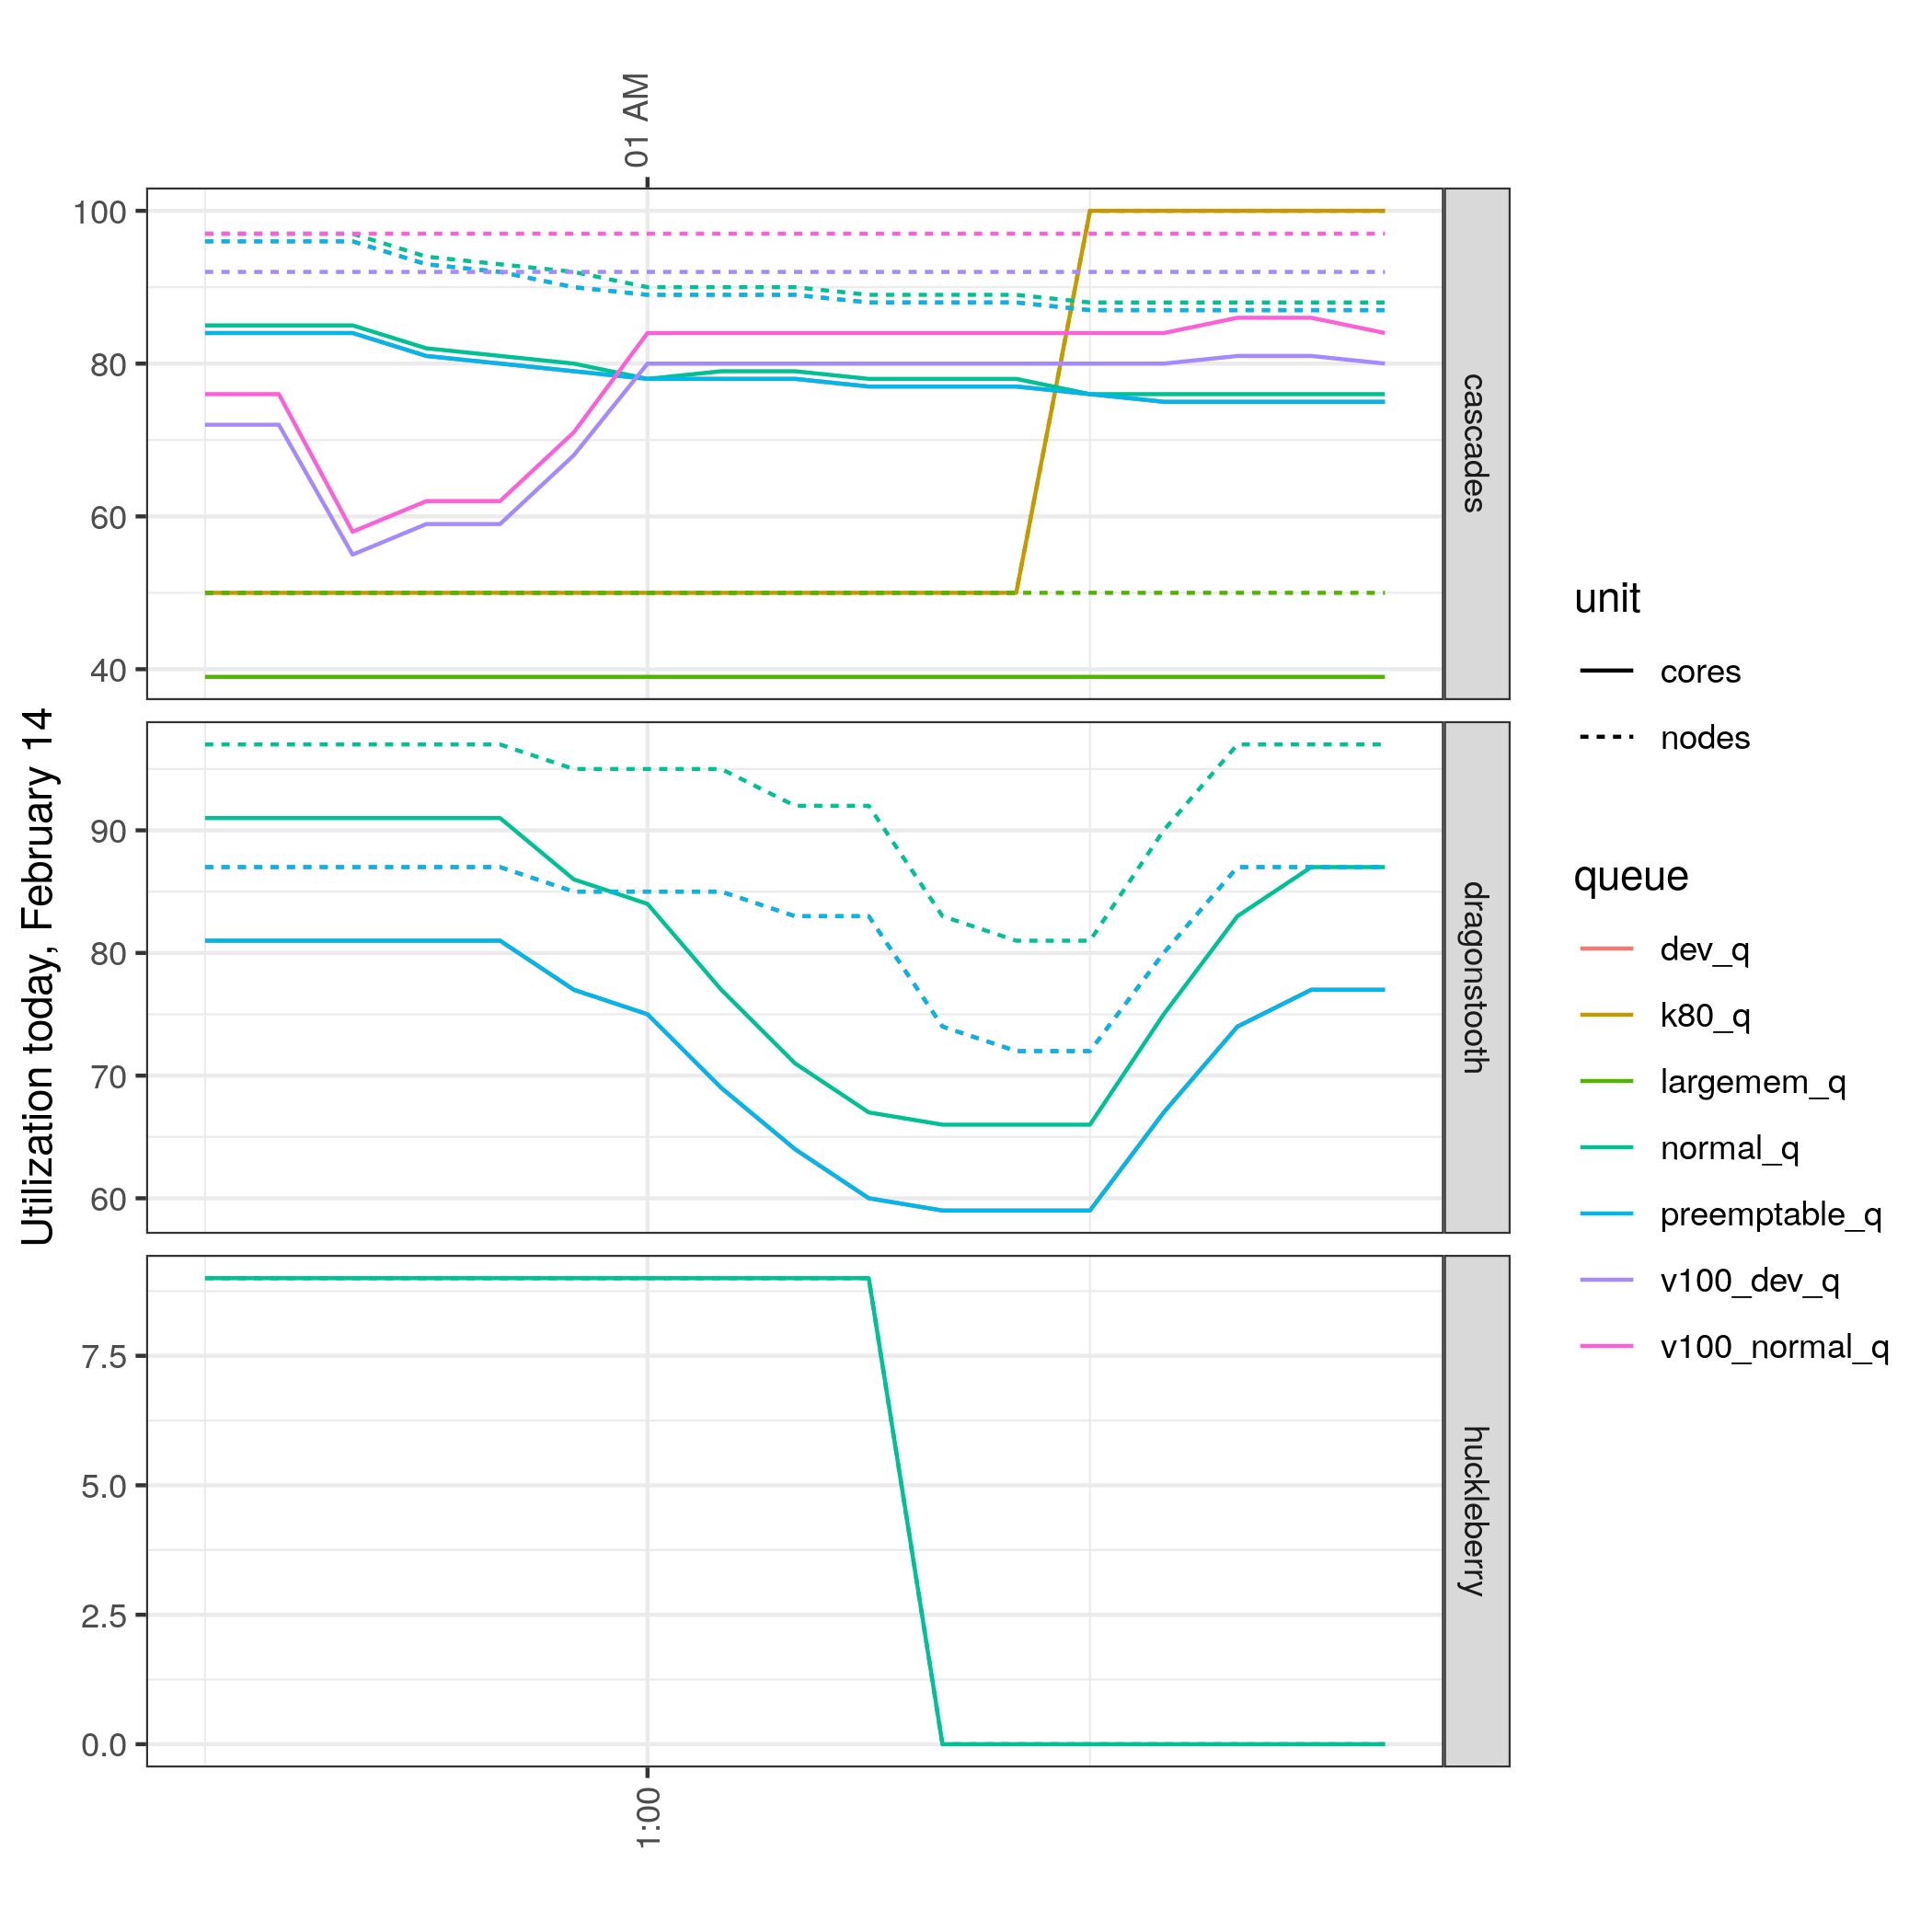 01 AM
Utilization today, February 14
100
80
60
40
cascades
90
80
70
60
dragonstooth
7.5
5.0
2.5
0.0
huckleberry
1:00
unit
cores
nodes
queue
dev_q
k80_q
largemem_q
normal_q
preemptable_q
v100_dev_q
v100_normal_q